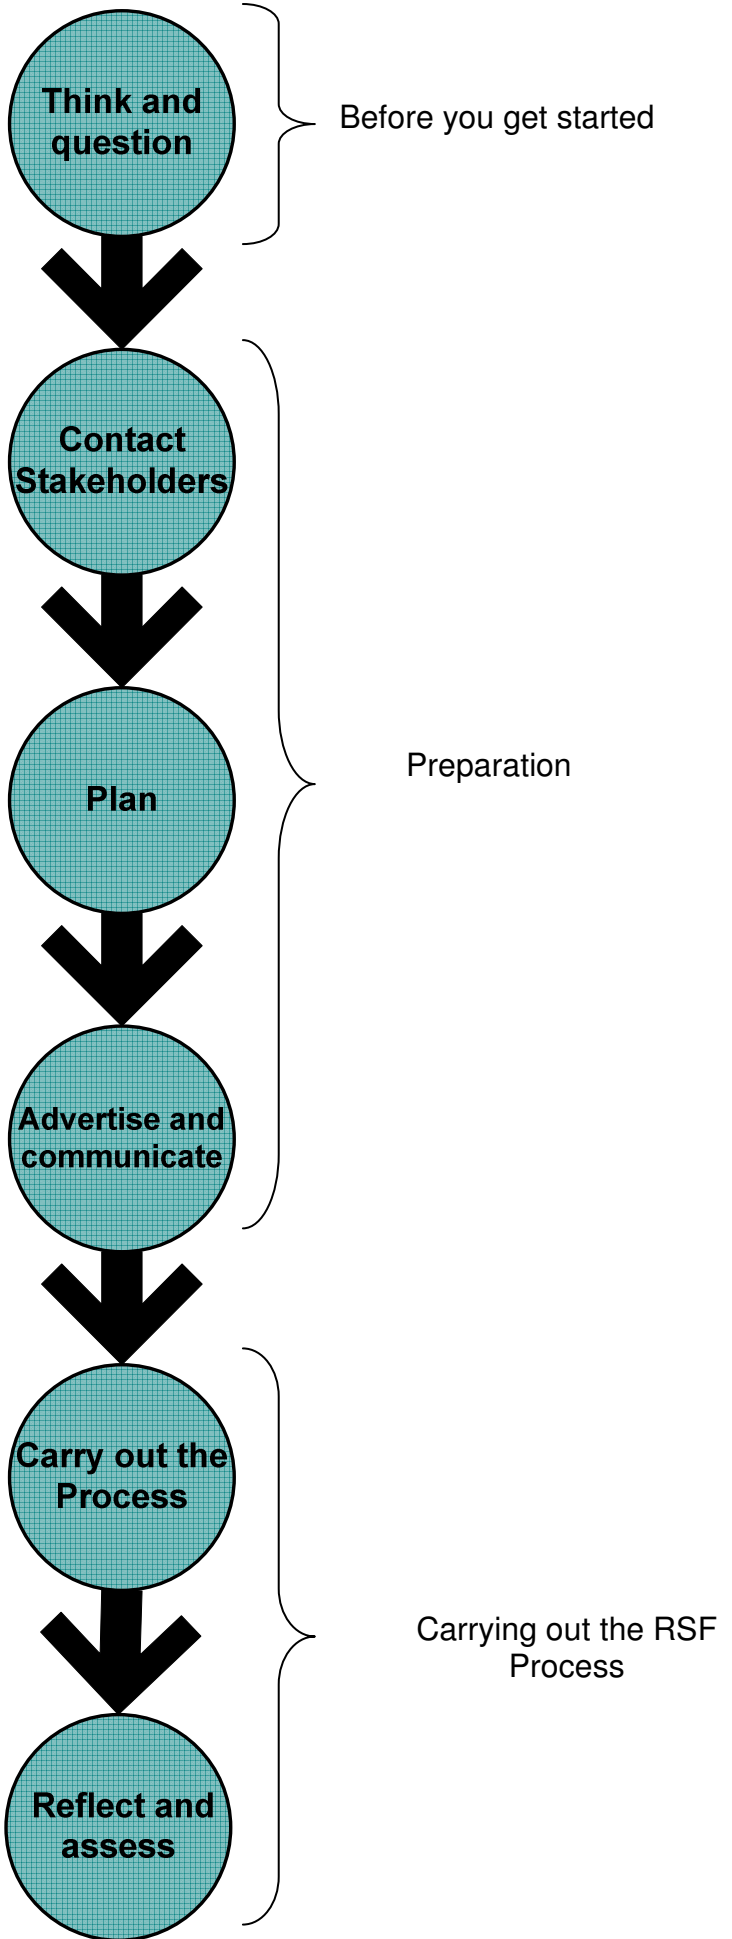 Think and
question
Before you get started
Contact
Stakeholders
Plan
Preparation
Advertise and
communicate
Carry out the
Process
Carrying out the RSF
Process
Reflect and
assess